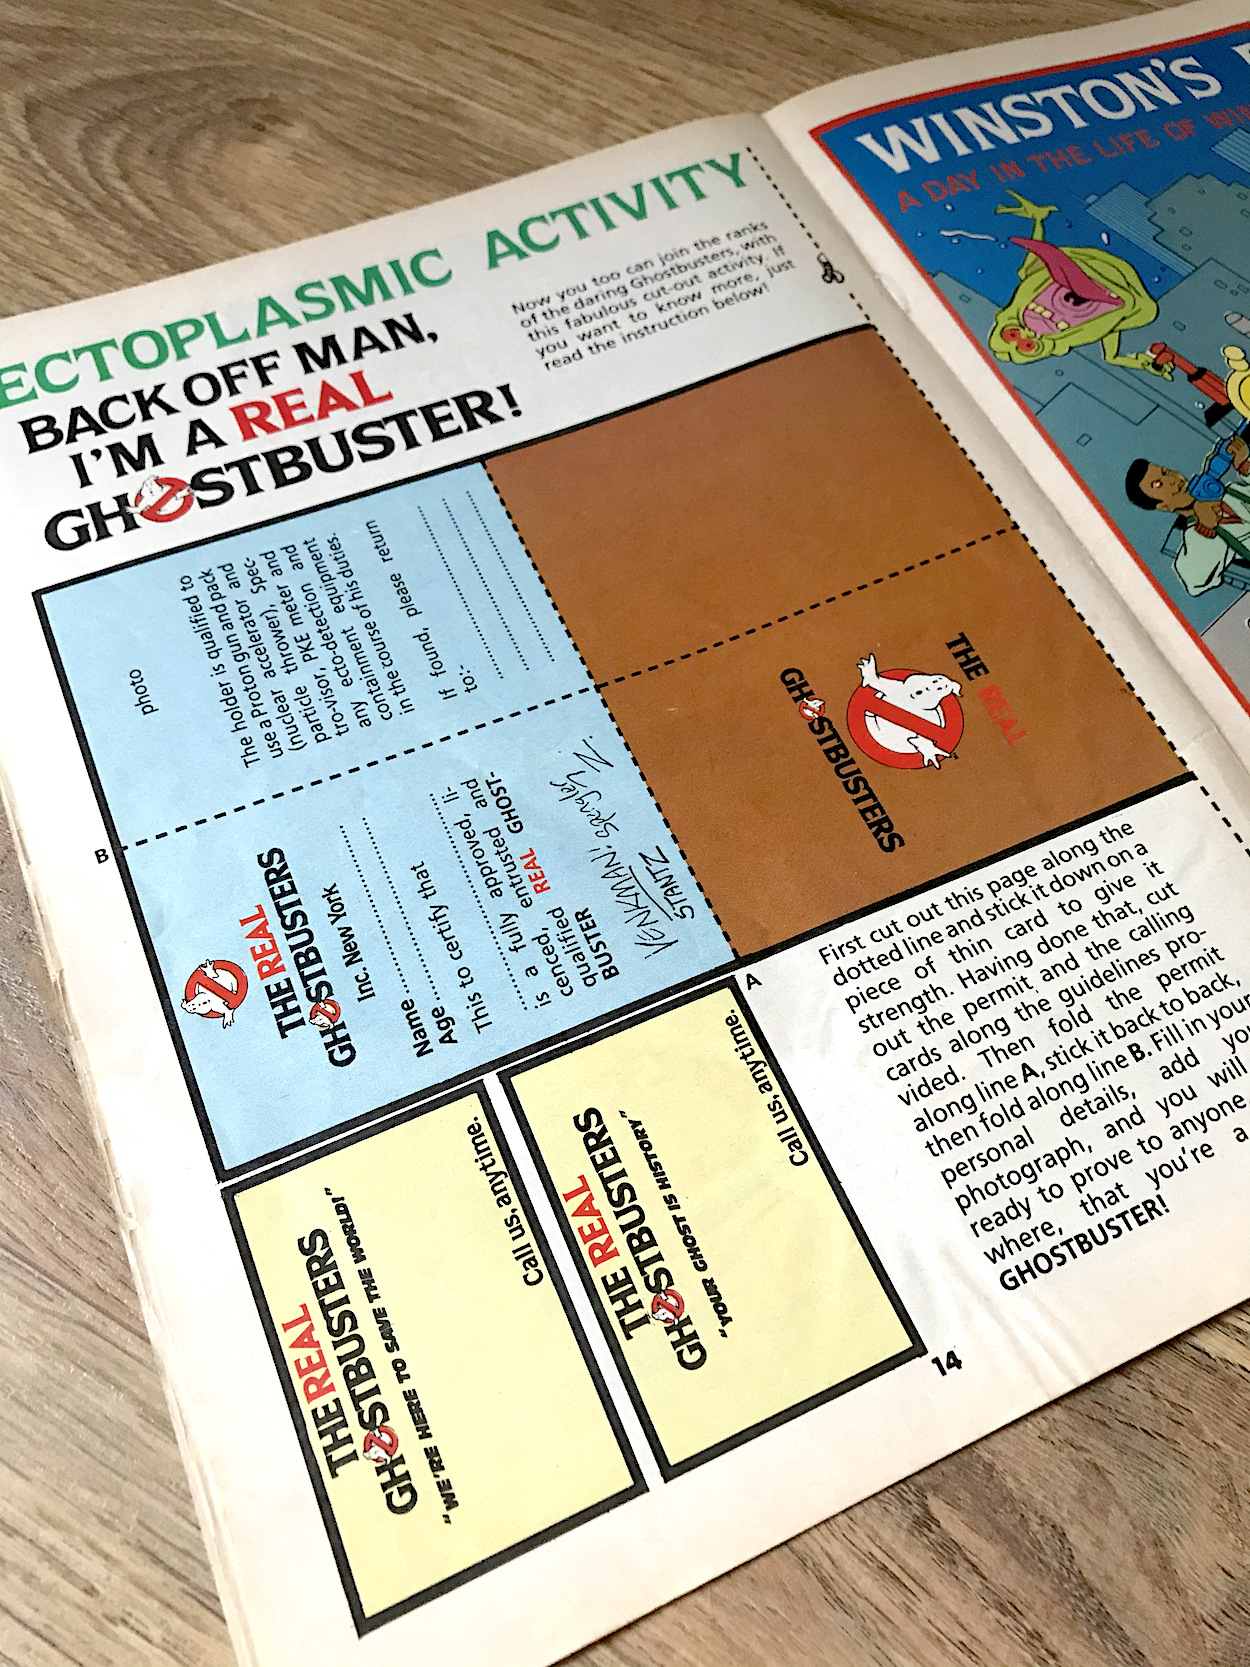 ECTOPLASMIC ACTIVITY
BACK OFF MAN,
I'M A REAL
GHOSTBUSTER!
Now you too can join the ranks
of the daring Ghostbusters, with
this fabulous cut-out activity. If
you want to know more, just
read the instruction below!
photo
The holder is qualified to
use a Proton gun and pack
(nuclear accelerator and
particle thrower), Spec-
tro-visor, PKE meter and
any ecto-detection and
containment equipment
in the course of his duties.
If found, please return
to:
B
THE REAL
GHOSTBUSTERS
Inc. New York
Name
Age
This to certify that
is a fully approved, li-
cenced, entrusted and
qualified REAL GHOST-
BUSTER
VENKMAN!
Spengler
Z.
STANTZ
THE REAL
GHOSTBUSTERS
A
THE REAL
GHOSTBUSTERS
"WE'RE HERE TO SAVE THE WORLD!"
Call us, anytime.
THE REAL
GHOSTBUSTERS
"YOUR GHOST IS HISTORY"
Call us, anytime.
First cut out this page along the
dotted line and stick it down on a
piece of thin card to give it
strength. Having done that, cut
out the permit and the calling
cards along the guidelines pro-
vided. Then fold the permit
along line A, stick it back to back,
then fold along line B. Fill in your
personal details, add
photograph, and you will
ready to prove to anyone,
where, that you're a
GHOSTBUSTER!
14
WINSTON'S
A DAY IN THE LIFE OF